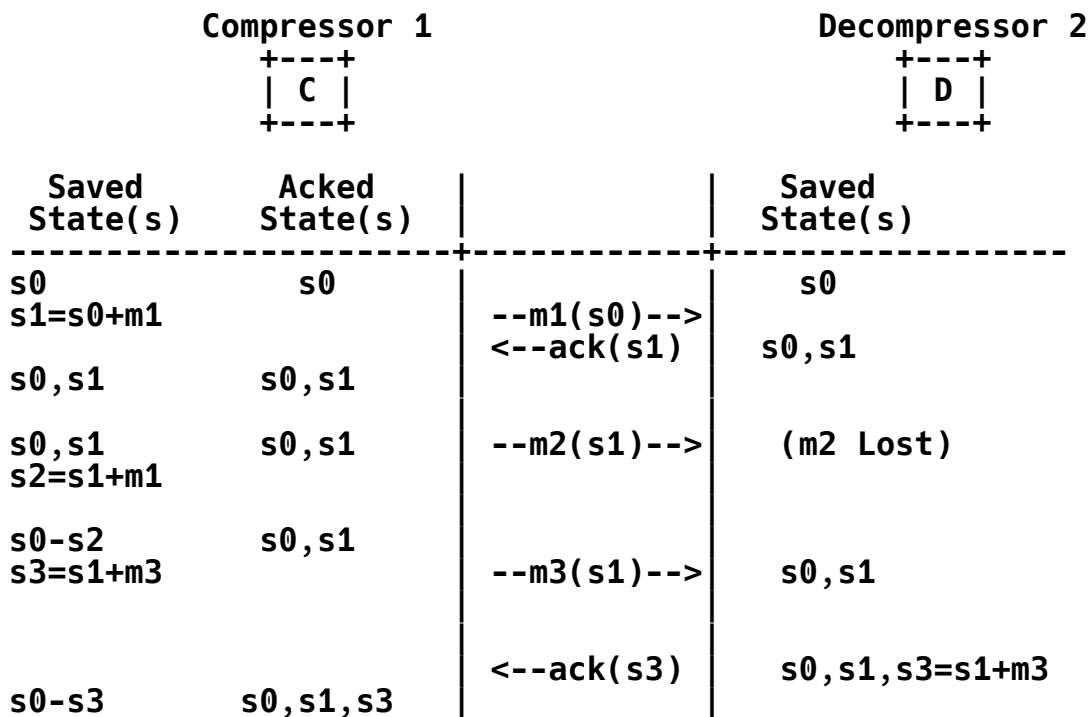 Compressor 1                    Decompressor 2
             +---+                            +---+
             | C |                            | D |
             +---+                            +---+

  Saved       Acked      |            |   Saved
 State(s)    State(s)    |            |  State(s)
-----------------------+------------+-------------------
s0             s0        |            |    s0
s1=s0+m1                 | --m1(s0)-->|
                         | <--ack(s1) |  s0,s1
s0,s1        s0,s1       |            |
                         |            |
s0,s1        s0,s1       | --m2(s1)-->|   (m2 Lost)
s2=s1+m1                 |            |
                         |            |
s0-s2        s0,s1       |            |
s3=s1+m3                 | --m3(s1)-->|   s0,s1
                         |            |
                         |            |
                         | <--ack(s3) |   s0,s1,s3=s1+m3
s0-s3       s0,s1,s3     |            |